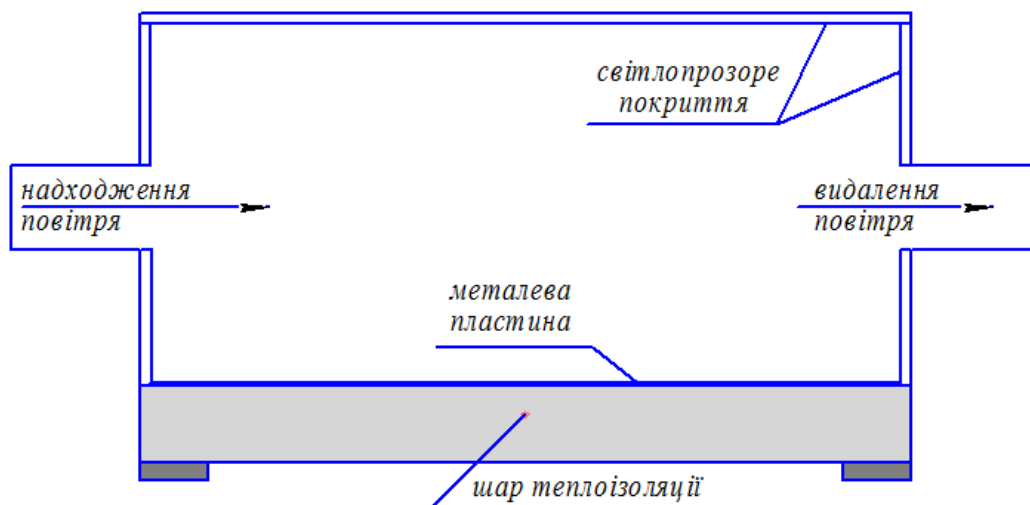 світлопрозоре
покриття
надходження
повітря
видалення
повітря
металева
пластина
шар теплоізоляції